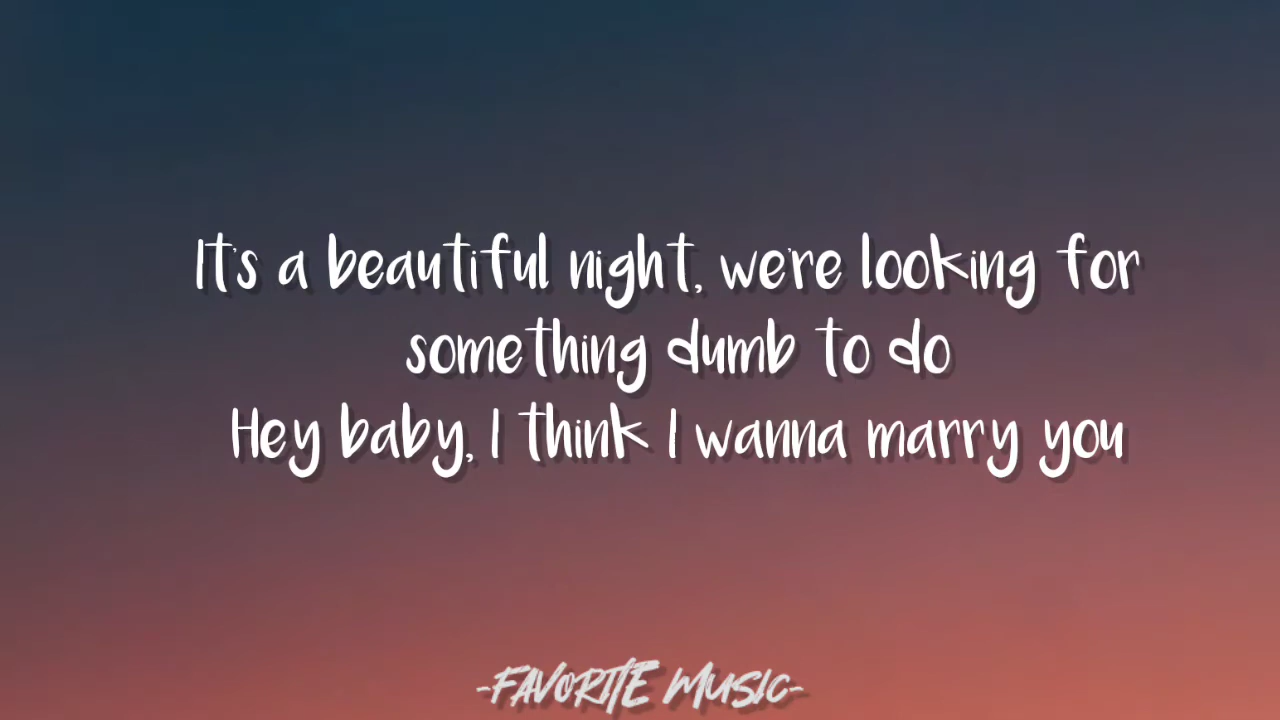 It's a beautiful night, we're looking for
something dumb to do
Hey baby, I think I wanna marry you
-FAVORITE MUSIC-